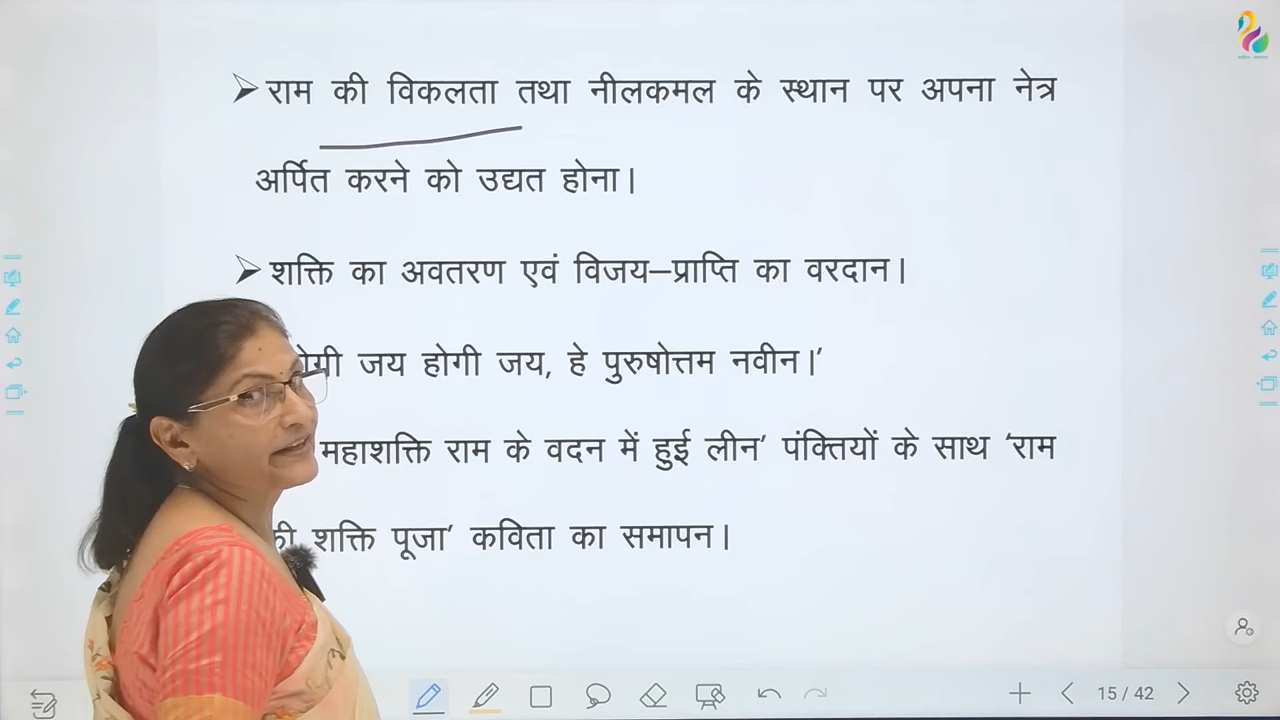 राम की विकलता तथा नीलकमल के स्थान पर अपना नेत्र
अर्पित करने को उद्यत होना।
शक्ति का अवतरण एवं विजय–प्राप्ति का वरदान।
जय होगी जय, हे पुरुषोत्तम नवीन।’
महाशक्ति राम के वदन में हुई लीन’ पंक्तियों के साथ ‘राम
की शक्ति पूजा’ कविता का समापन।
15 / 42